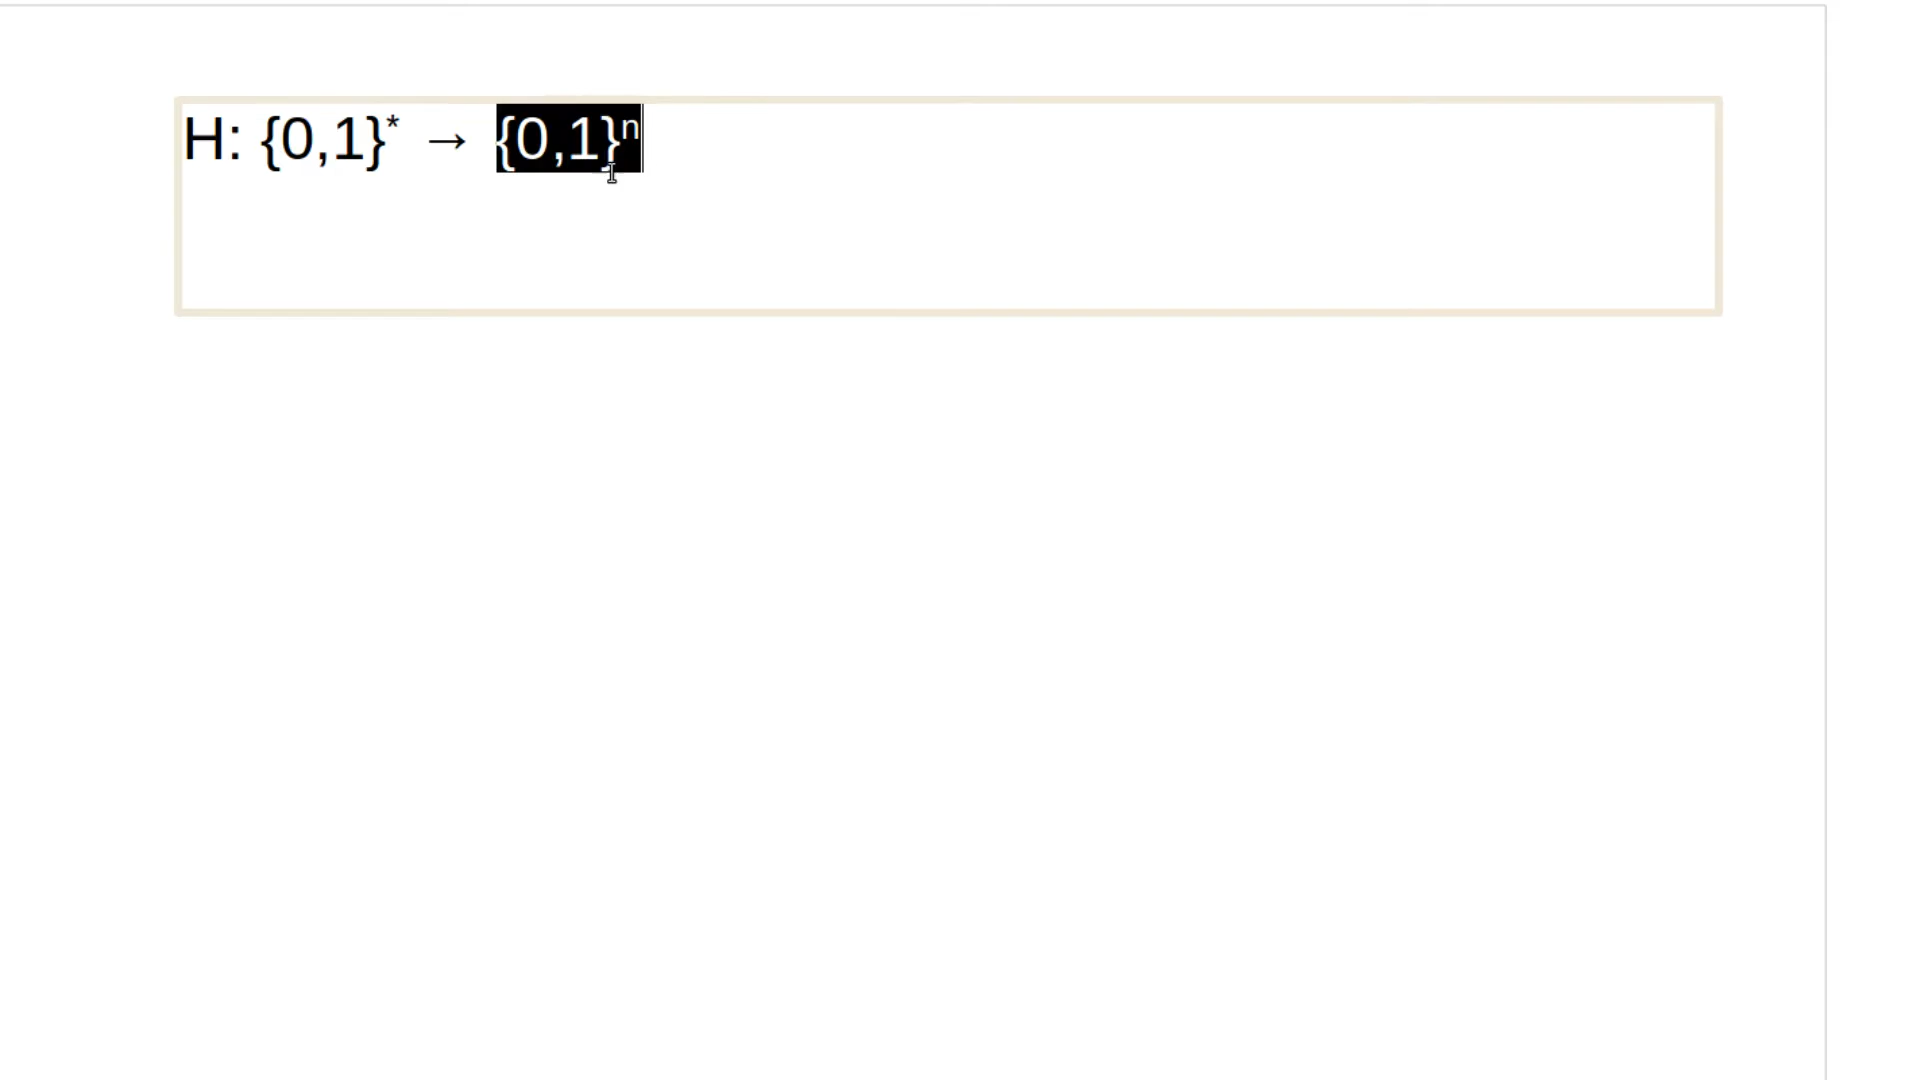 H: {0,1}* → {0,1}ⁿ